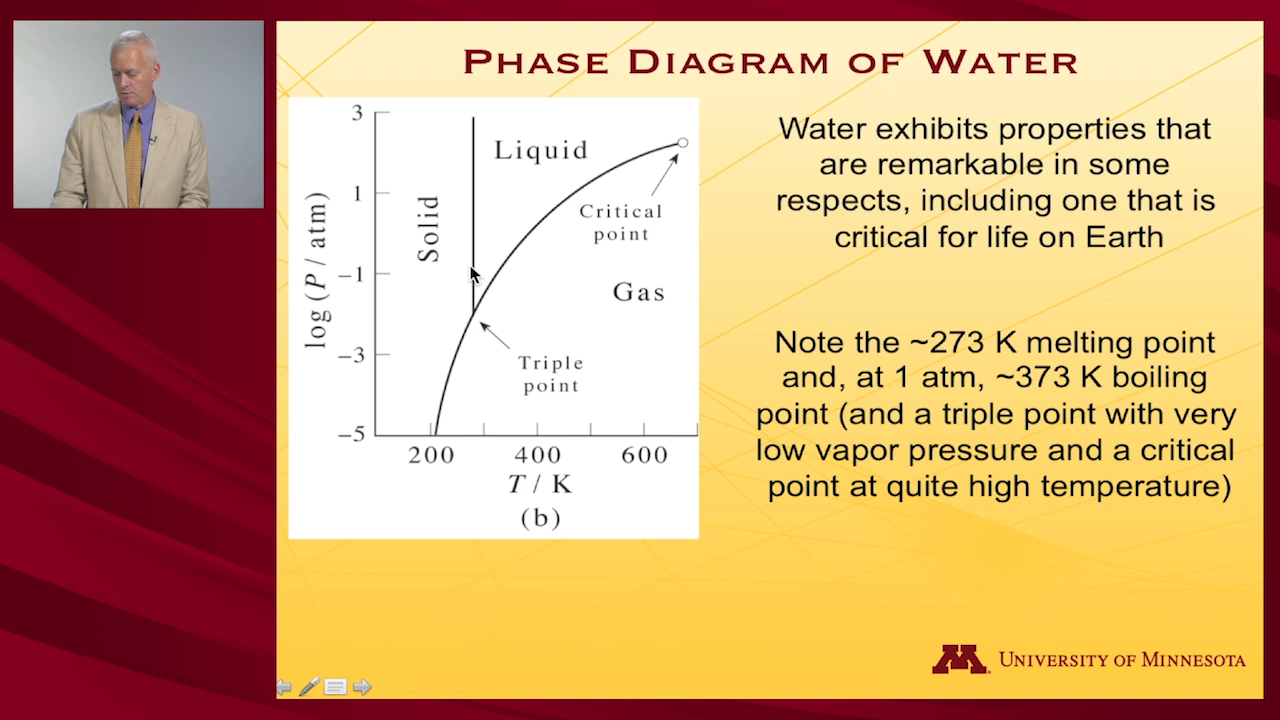 PHASE DIAGRAM OF WATER
3
1
−1
−3
−5
log (P / atm)
Solid
Liquid
Critical
point
Gas
Triple
point
200 400 600
T / K
(b)
Water exhibits properties that
are remarkable in some
respects, including one that is
critical for life on Earth
Note the ~273 K melting point
and, at 1 atm, ~373 K boiling
point (and a triple point with very
low vapor pressure and a critical
point at quite high temperature)
M
UNIVERSITY OF MINNESOTA